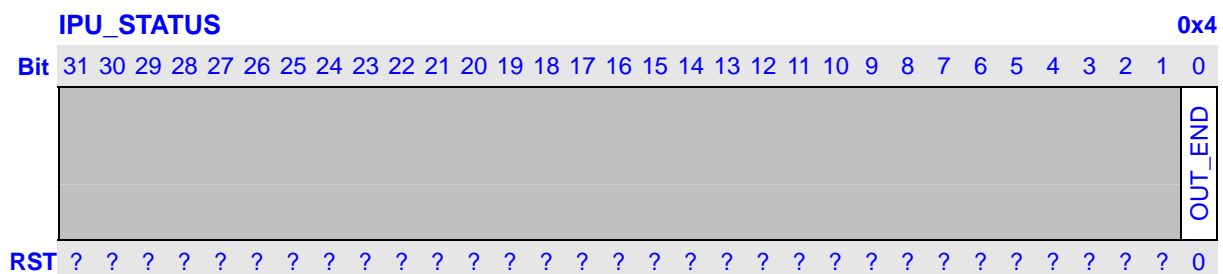 IPU_STATUS 0x4
Bit 31 30 29 28 27 26 25 24 23 22 21 20 19 18 17 16 15 14 13 12 11 10 9 8 7 6 5 4 3 2 1 0
OUT_END
RST ? ? ? ? ? ? ? ? ? ? ? ? ? ? ? ? ? ? ? ? ? ? ? ? ? ? ? ? ? ? ? 0